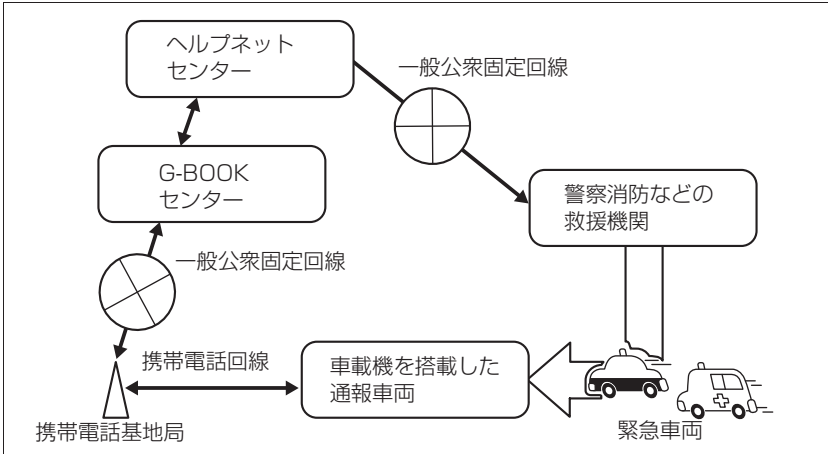 ヘルプネット
センター
一般公衆固定回線
G-BOOK
センター
警察消防などの
救援機関
一般公衆固定回線
携帯電話回線
車載機を搭載した
通報車両
携帯電話基地局
緊急車両